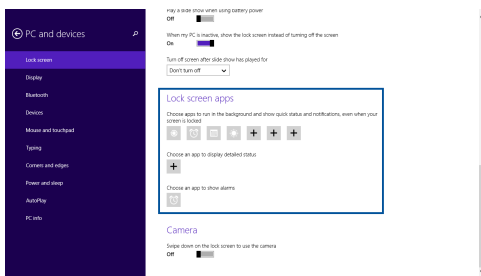 Play a slide show when using battery power
Off
PC and devices
When my PC is inactive, show the lock screen instead of turning off the screen
On
Lock screen
Turn off screen after slide show has played for
Don't turn off
Display
Bluetooth
Lock screen apps
Devices
Choose apps to run in the background and show quick status and notifications, even when your
screen is locked
Mouse and touchpad
Typing
Choose an app to display detailed status
Corners and edges
Power and sleep
Choose an app to show alarms
AutoPlay
PC info
Camera
Swipe down on the lock screen to use the camera
Off